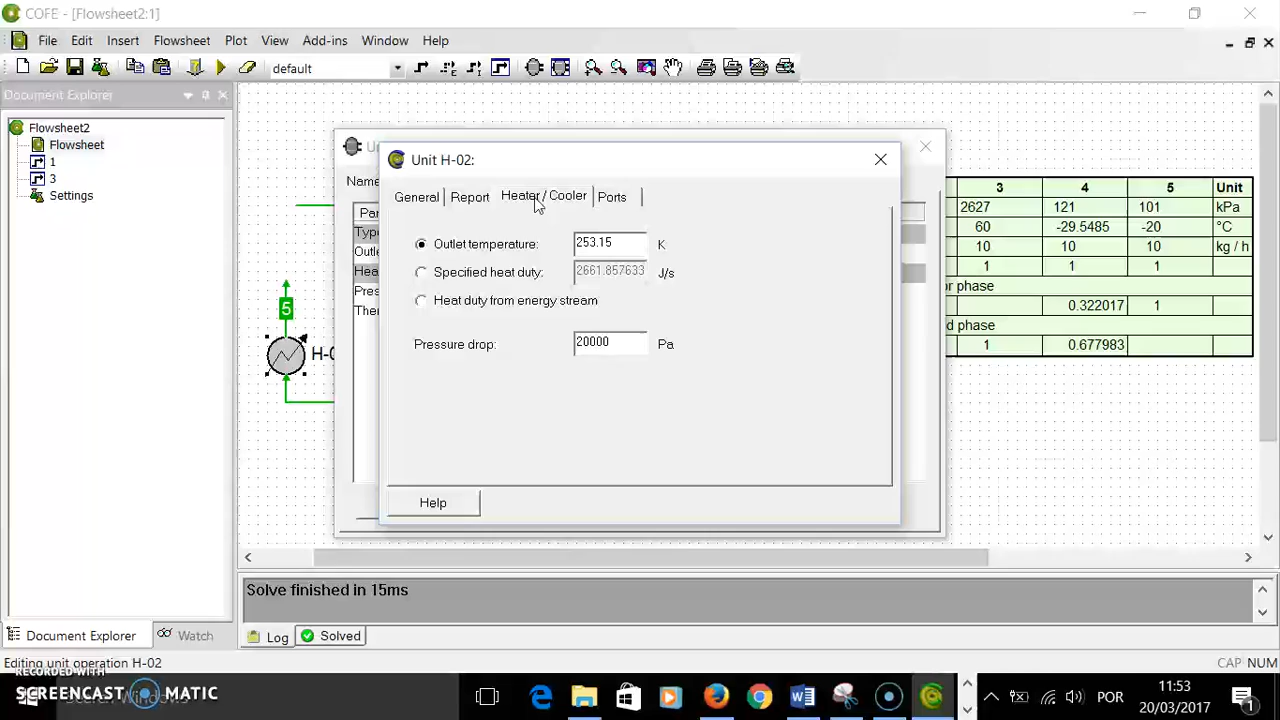 COFE - [Flowsheet2:1]
File Edit Insert Flowsheet Plot View Add-ins Window Help
default
Document Explorer
Flowsheet2
Flowsheet
1
3
Settings
5
Unit H-02:
General Report Heater / Cooler Ports
Outlet temperature: 253.15 K
Specified heat duty: 2661.857633 J/s
Heat duty from energy stream
Pressure drop: 20000 Pa
Help
3 4 5 Unit
2627 121 101 kPa
60 -29.5485 -20 °C
10 10 10 kg / h
1 1 1
0.322017 1
d phase
1 0.677983
Solve finished in 15ms
Document Explorer Watch
Log Solved
Editing unit operation H-02
CAP NUM
RECORDED WITH
SCREENCAST MATIC
POR
11:53
20/03/2017
1